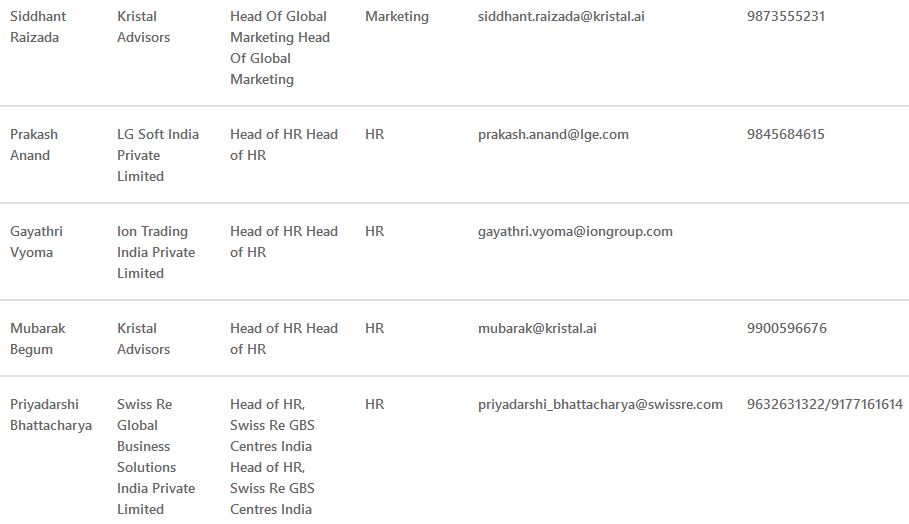 Siddhant Kristal Head Of Global Marketing siddhant.raizada@kristal.ai 9873555231
Raizada Advisors Marketing Head
Of Global
Marketing
Prakash LG Soft India Head of HR Head HR prakash.anand@lge.com 9845684615
Anand Private of HR
Limited
Gayathri Ion Trading Head of HR Head HR gayathri.vyoma@iongroup.com
Vyoma India Private of HR
Limited
Mubarak Kristal Head of HR Head HR mubarak@kristal.ai 9900596676
Begum Advisors of HR
Priyadarshi Swiss Re Head of HR, HR priyadarshi_bhattacharya@swissre.com 9632631322/9177161614
Bhattacharya Global Swiss Re GBS
Business Centres India
Solutions Head of HR,
India Private Swiss Re GBS
Limited Centres India